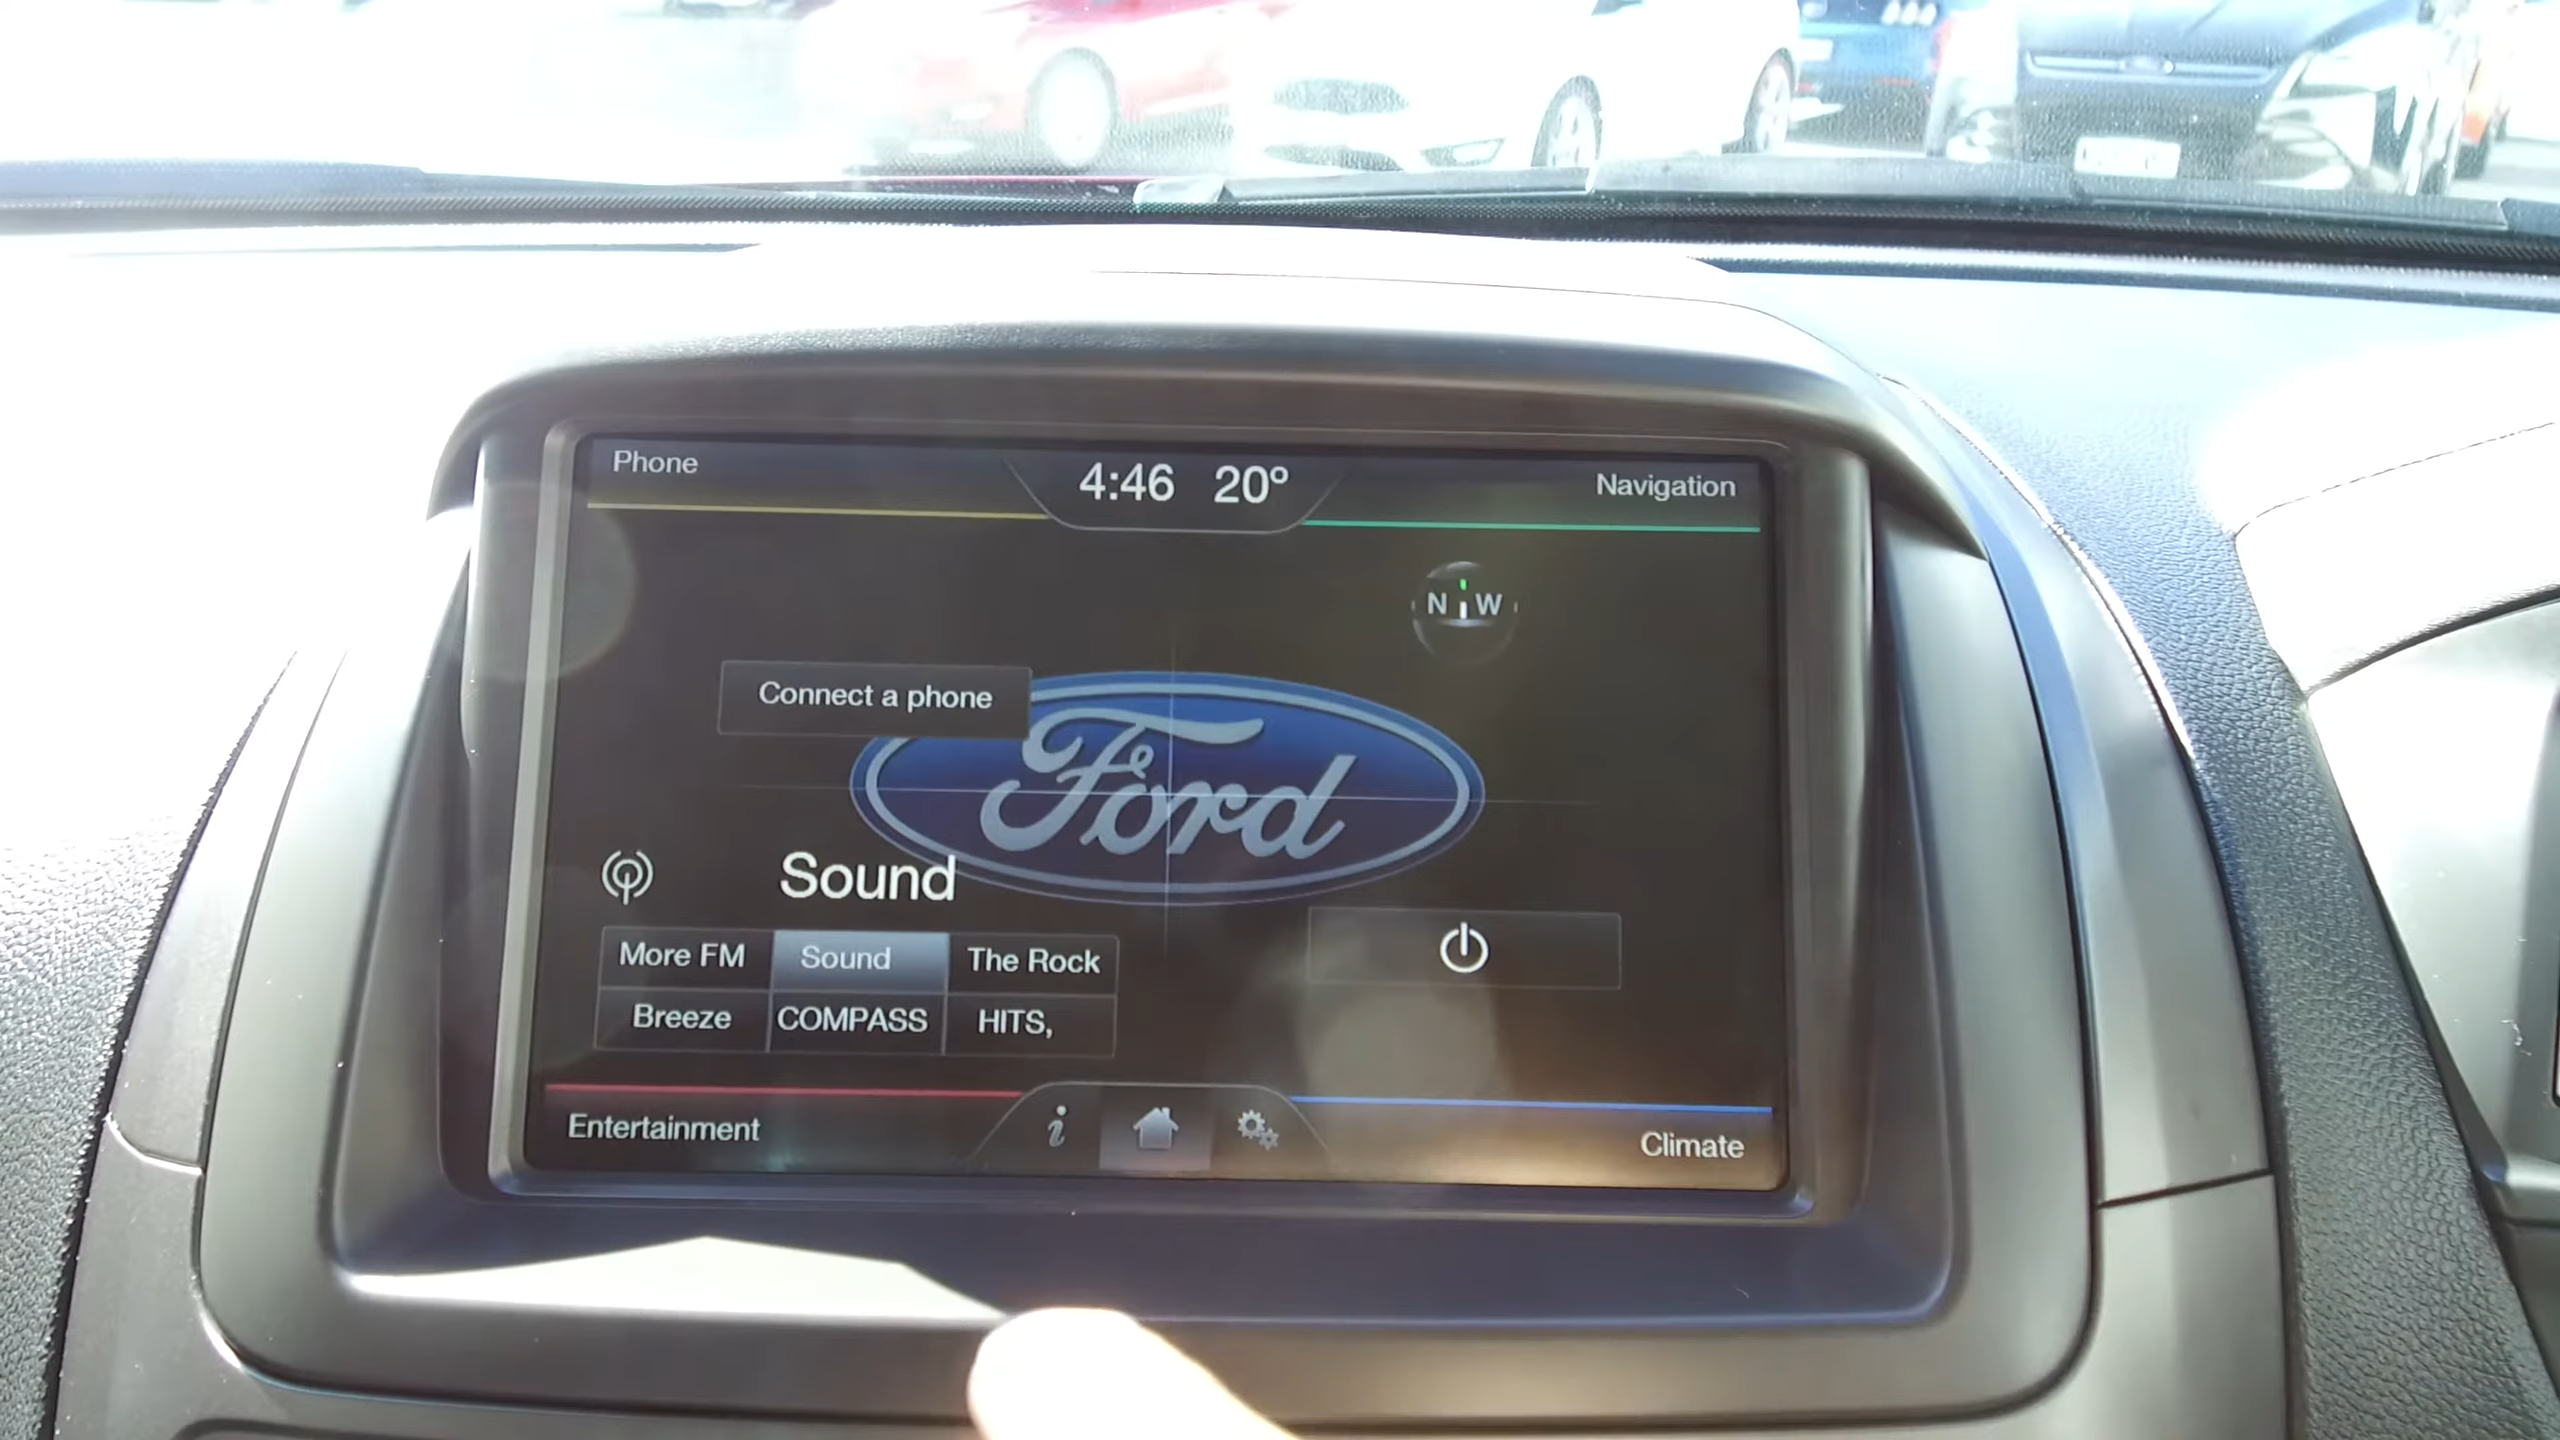 Phone
4:46 20°
Navigation
N W
Connect a phone
Ford
Sound
More FM Sound The Rock
Breeze COMPASS HITS,
Entertainment
i
Climate